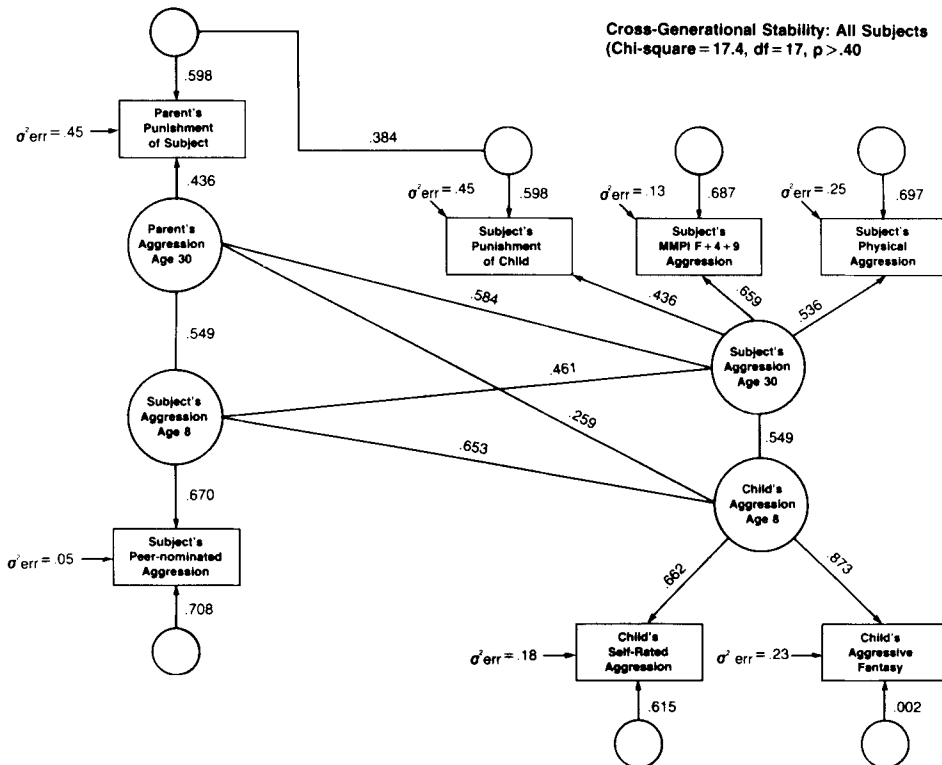 Cross-Generational Stability: All Subjects
(Chi-square = 17.4, df = 17, p >.40
.598
Parent's
Punishment
of Subject
σ²err = .45
.384
.436
Parent's
Aggression
Age 30
σ²err = .45
.598
Subject's
Punishment
of Child
σ²err = .13
.687
Subject's
MMPI F + 4 + 9
Aggression
σ²err = .25
.697
Subject's
Physical
Aggression
.584
.436
.659
.536
.549
Subject's
Aggression
Age 30
.461
Subject's
Aggression
Age 8
.259
.549
.653
.670
Child's
Aggression
Age 8
Subject's
Peer-nominated
Aggression
σ²err = .05
.662
.873
.708
Child's
Self-Rated
Aggression
σ²err = .18
Child's
Aggressive
Fantasy
σ² err = .23
.615
.002